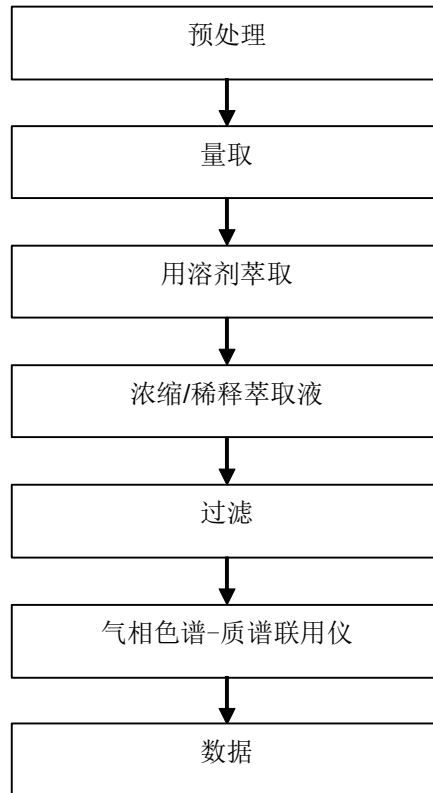 预处理
量取
用溶剂萃取
浓缩/稀释萃取液
过滤
气相色谱-质谱联用仪
数据